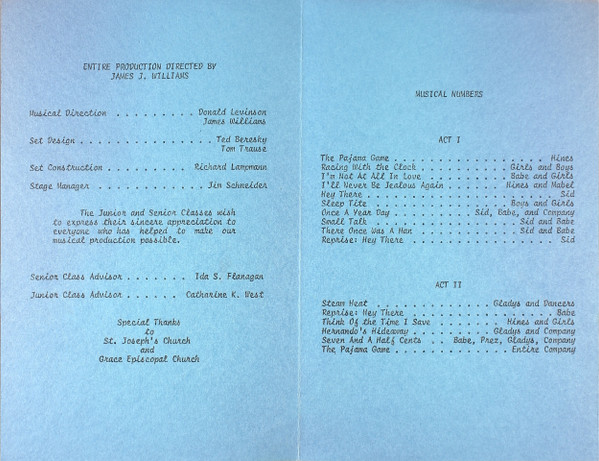 ENTIRE PRODUCTION DIRECTED BY
JAMES J. WILLIAMS
Musical Direction . . . . . . . . . Donald Levinson
James Williams
Set Design . . . . . . . . . . . . . . . . Ted Beresky
Tom Trause
Set Construction . . . . . . . . . . Richard Lampmann
Stage Manager . . . . . . . . . . . . . Jim Schneider
The Junior and Senior Classes wish
to express their sincere appreciation to
everyone who has helped to make our
musical production possible.
Senior Class Advisor . . . . . . . Ida S. Flanagan
Junior Class Advisor . . . . . . Catharine K. West
Special Thanks
to
St. Joseph's Church
and
Grace Episcopal Church
MUSICAL NUMBERS
ACT I
The Pajama Game . . . . . . . . . . . . . . . . . . Hines
Racing With the Clock . . . . . . . . . . . Girls and Boys
I'm Not At All In Love . . . . . . . . . . Babe and Girls
I'll Never Be Jealous Again . . . . . . . Hines and Mabel
Hey There . . . . . . . . . . . . . . . . . . . . . . Sid
Sleep Tite . . . . . . . . . . . . . . . . Boys and Girls
Once A Year Day . . . . . . . . Sid, Babe, and Company
Small Talk . . . . . . . . . . . . . . . . . Sid and Babe
There Once Was A Man . . . . . . . . . . . . Sid and Babe
Reprise: Hey There . . . . . . . . . . . . . . . . . Sid
ACT II
Steam Heat . . . . . . . . . . . . . . Gladys and Dancers
Reprise: Hey There . . . . . . . . . . . . . . . . . Babe
Think Of the Time I Save . . . . . . . . Hines and Girls
Hernando's Hideaway . . . . . . . . . . Gladys and Company
Seven And A Half Cents . . Babe, Prez, Gladys, Company
The Pajama Game . . . . . . . . . . . . . . Entire Company